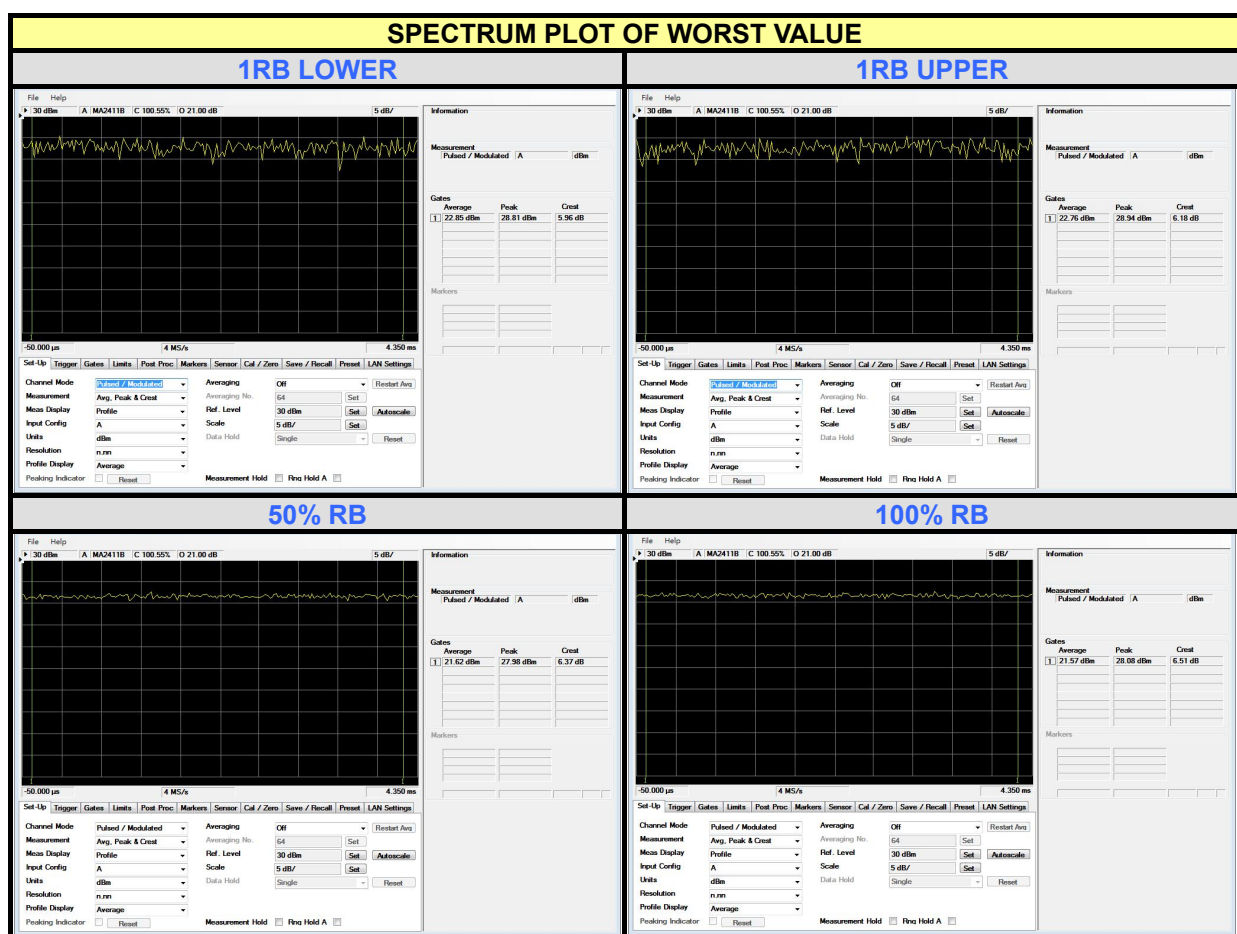 SPECTRUM PLOT OF WORST VALUE
1RB LOWER
File Help
30 dBm A MA2411B C 100.55% O 21.00 dB 5 dB/
Information
Measurement
Pulsed / Modulated A dBm
Gates
Average Peak Crest
1 22.85 dBm 28.81 dBm 5.96 dB
Markers
1 1
-50.000 µs 4 MS/s 4.350 ms
Set-Up Trigger Gates Limits Post Proc Markers Sensor Cal / Zero Save / Recall Preset LAN Settings
Channel Mode Pulsed / Modulated Averaging Off Restart Avg
Measurement Avg, Peak & Crest Averaging No. 64 Set
Meas Display Profile Ref. Level 30 dBm Set Autoscale
Input Config A Scale 5 dB/ Set
Units dBm Data Hold Single Reset
Resolution n.nn
Profile Display Average
Peaking Indicator Reset Measurement Hold Rng Hold A
1RB UPPER
File Help
30 dBm A MA2411B C 100.55% O 21.00 dB 5 dB/
Information
Measurement
Pulsed / Modulated A dBm
Gates
Average Peak Crest
1 22.76 dBm 28.94 dBm 6.18 dB
Markers
1 1
-50.000 µs 4 MS/s 4.350 ms
Set-Up Trigger Gates Limits Post Proc Markers Sensor Cal / Zero Save / Recall Preset LAN Settings
Channel Mode Pulsed / Modulated Averaging Off Restart Avg
Measurement Avg, Peak & Crest Averaging No. 64 Set
Meas Display Profile Ref. Level 30 dBm Set Autoscale
Input Config A Scale 5 dB/ Set
Units dBm Data Hold Single Reset
Resolution n.nn
Profile Display Average
Peaking Indicator Reset Measurement Hold Rng Hold A
50% RB
File Help
30 dBm A MA2411B C 100.55% O 21.00 dB 5 dB/
Information
Measurement
Pulsed / Modulated A dBm
Gates
Average Peak Crest
1 21.62 dBm 27.98 dBm 6.37 dB
Markers
1 1
-50.000 µs 4 MS/s 4.350 ms
Set-Up Trigger Gates Limits Post Proc Markers Sensor Cal / Zero Save / Recall Preset LAN Settings
Channel Mode Pulsed / Modulated Averaging Off Restart Avg
Measurement Avg, Peak & Crest Averaging No. 64 Set
Meas Display Profile Ref. Level 30 dBm Set Autoscale
Input Config A Scale 5 dB/ Set
Units dBm Data Hold Single Reset
Resolution n.nn
Profile Display Average
Peaking Indicator Reset Measurement Hold Rng Hold A
100% RB
File Help
30 dBm A MA2411B C 100.55% O 21.00 dB 5 dB/
Information
Measurement
Pulsed / Modulated A dBm
Gates
Average Peak Crest
1 21.57 dBm 28.08 dBm 6.51 dB
Markers
1 1
-50.000 µs 4 MS/s 4.350 ms
Set-Up Trigger Gates Limits Post Proc Markers Sensor Cal / Zero Save / Recall Preset LAN Settings
Channel Mode Pulsed / Modulated Averaging Off Restart Avg
Measurement Avg, Peak & Crest Averaging No. 64 Set
Meas Display Profile Ref. Level 30 dBm Set Autoscale
Input Config A Scale 5 dB/ Set
Units dBm Data Hold Single Reset
Resolution n.nn
Profile Display Average
Peaking Indicator Reset Measurement Hold Rng Hold A